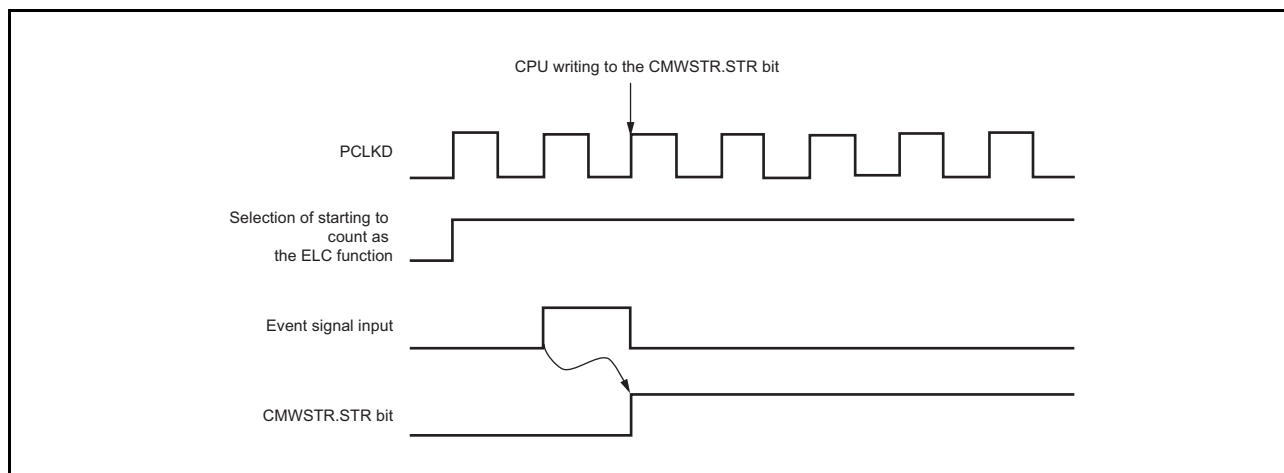 CPU writing to the CMWSTR.STR bit
PCLKD
Selection of starting to
count as
the ELC function
Event signal input
CMWSTR.STR bit